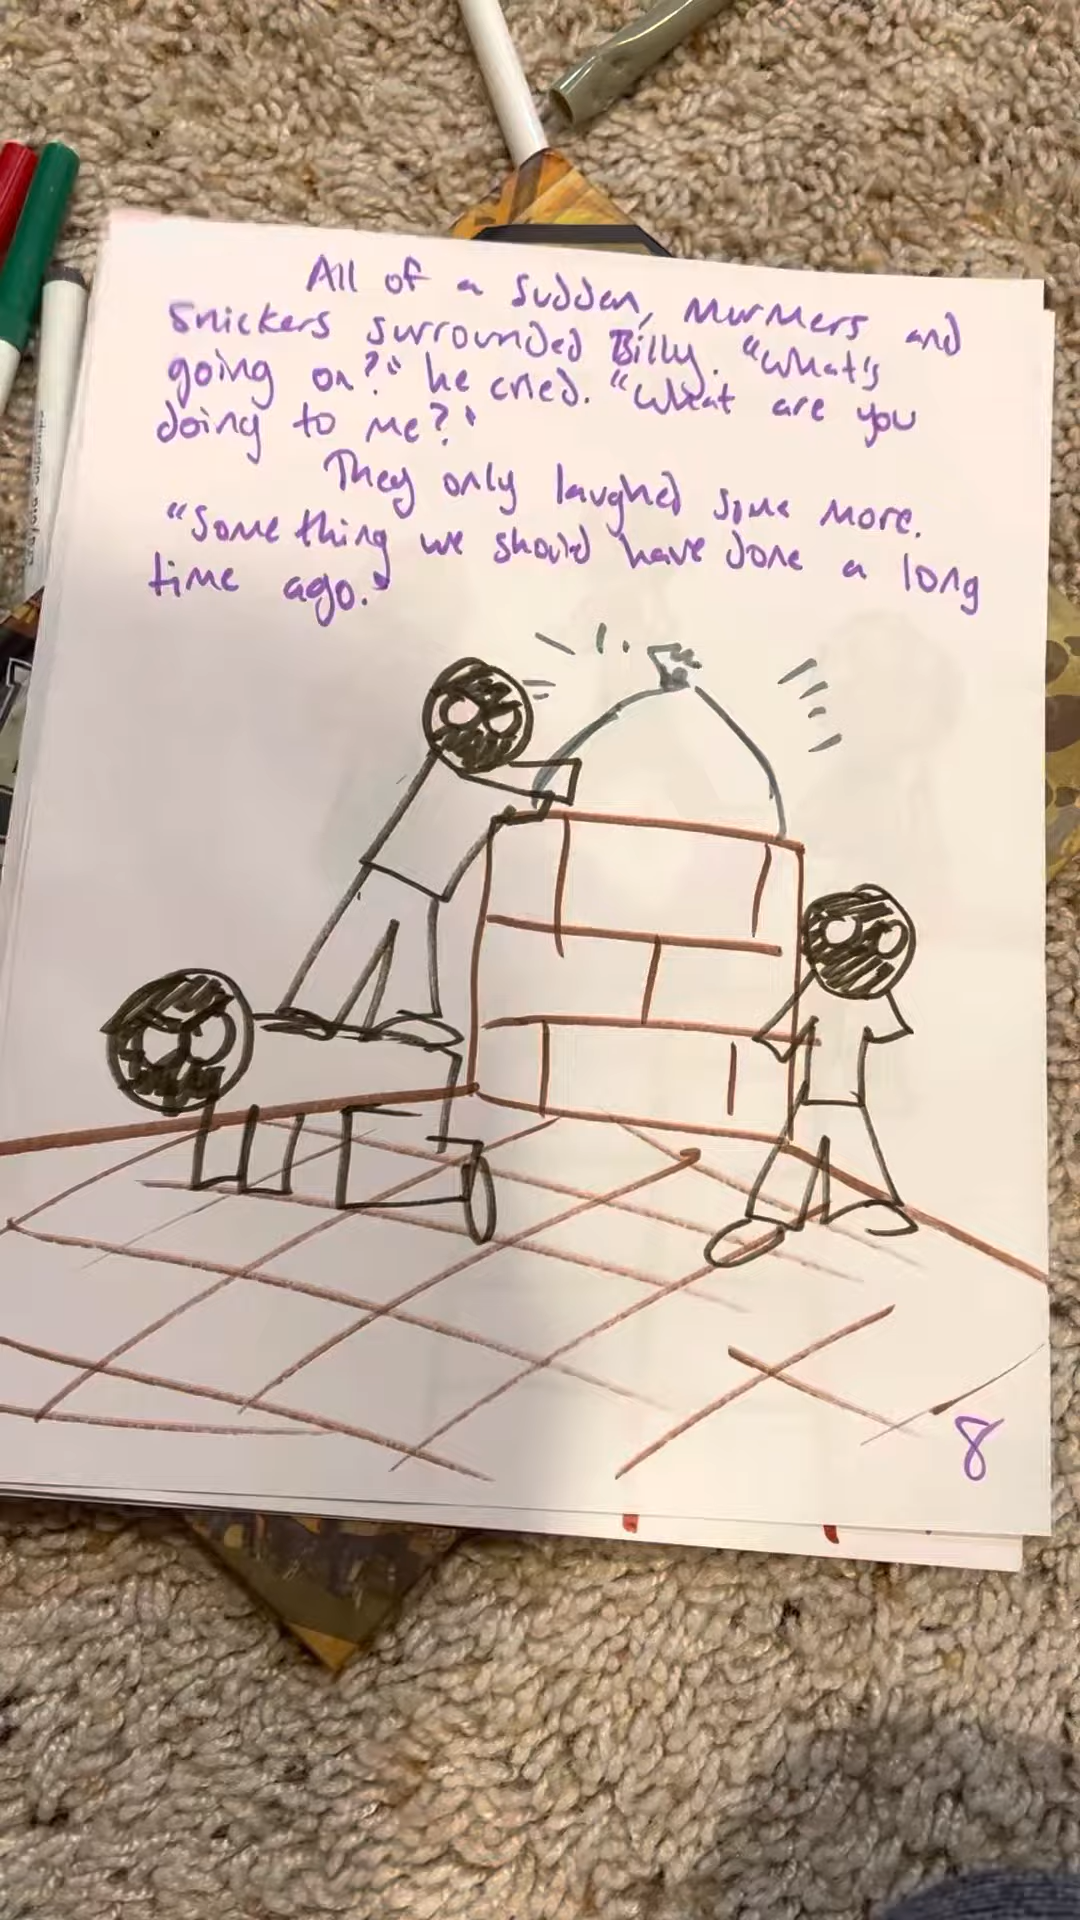 All of a sudden, murmers and
snickers surrounded Billy. "What's
going on?" he cried. "What are you
doing to me?"
They only laughed some more.
"Something we should have done a long
time ago."
8